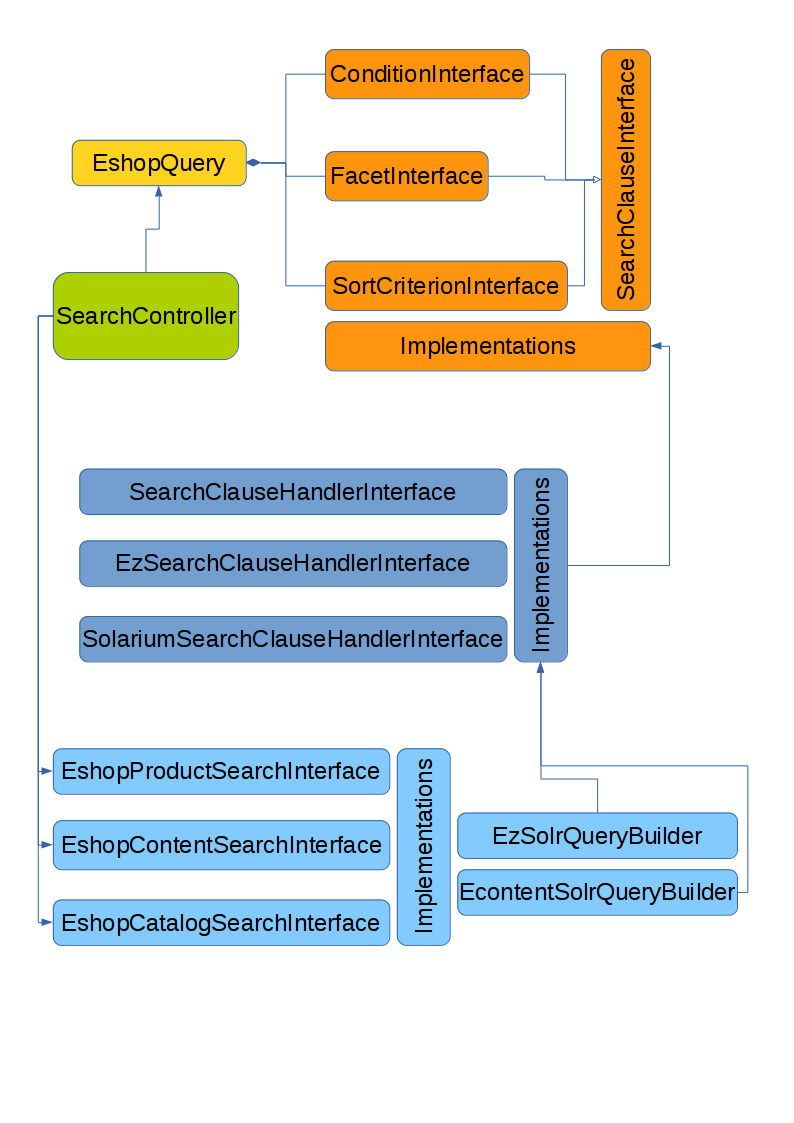 ConditionInterface
SearchClauseInterface
EshopQuery
FacetInterface
SortCriterionInterface
SearchController
Implementations
SearchClauseHandlerInterface
Implementations
EzSearchClauseHandlerInterface
SolariumSearchClauseHandlerInterface
EshopProductSearchInterface
Implementations
EzSolrQueryBuilder
EshopContentSearchInterface
EcontentSolrQueryBuilder
EshopCatalogSearchInterface